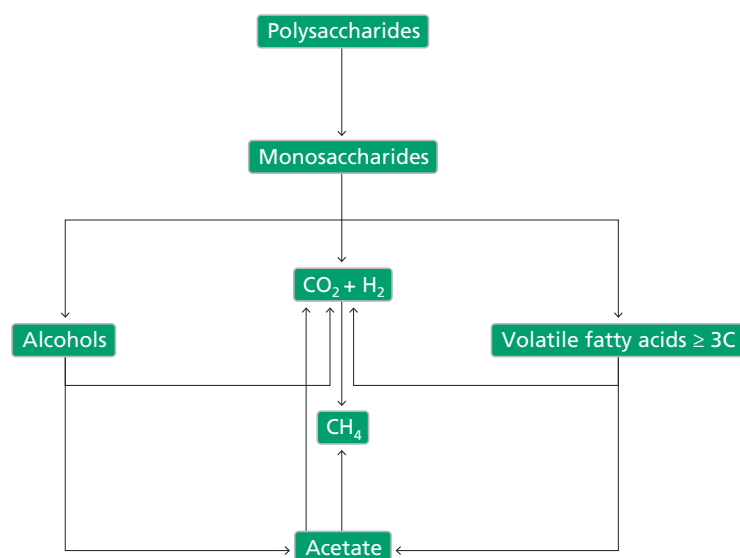 Polysaccharides
Monosaccharides
CO₂ + H₂
Alcohols
Volatile fatty acids ≥ 3C
CH₄
Acetate